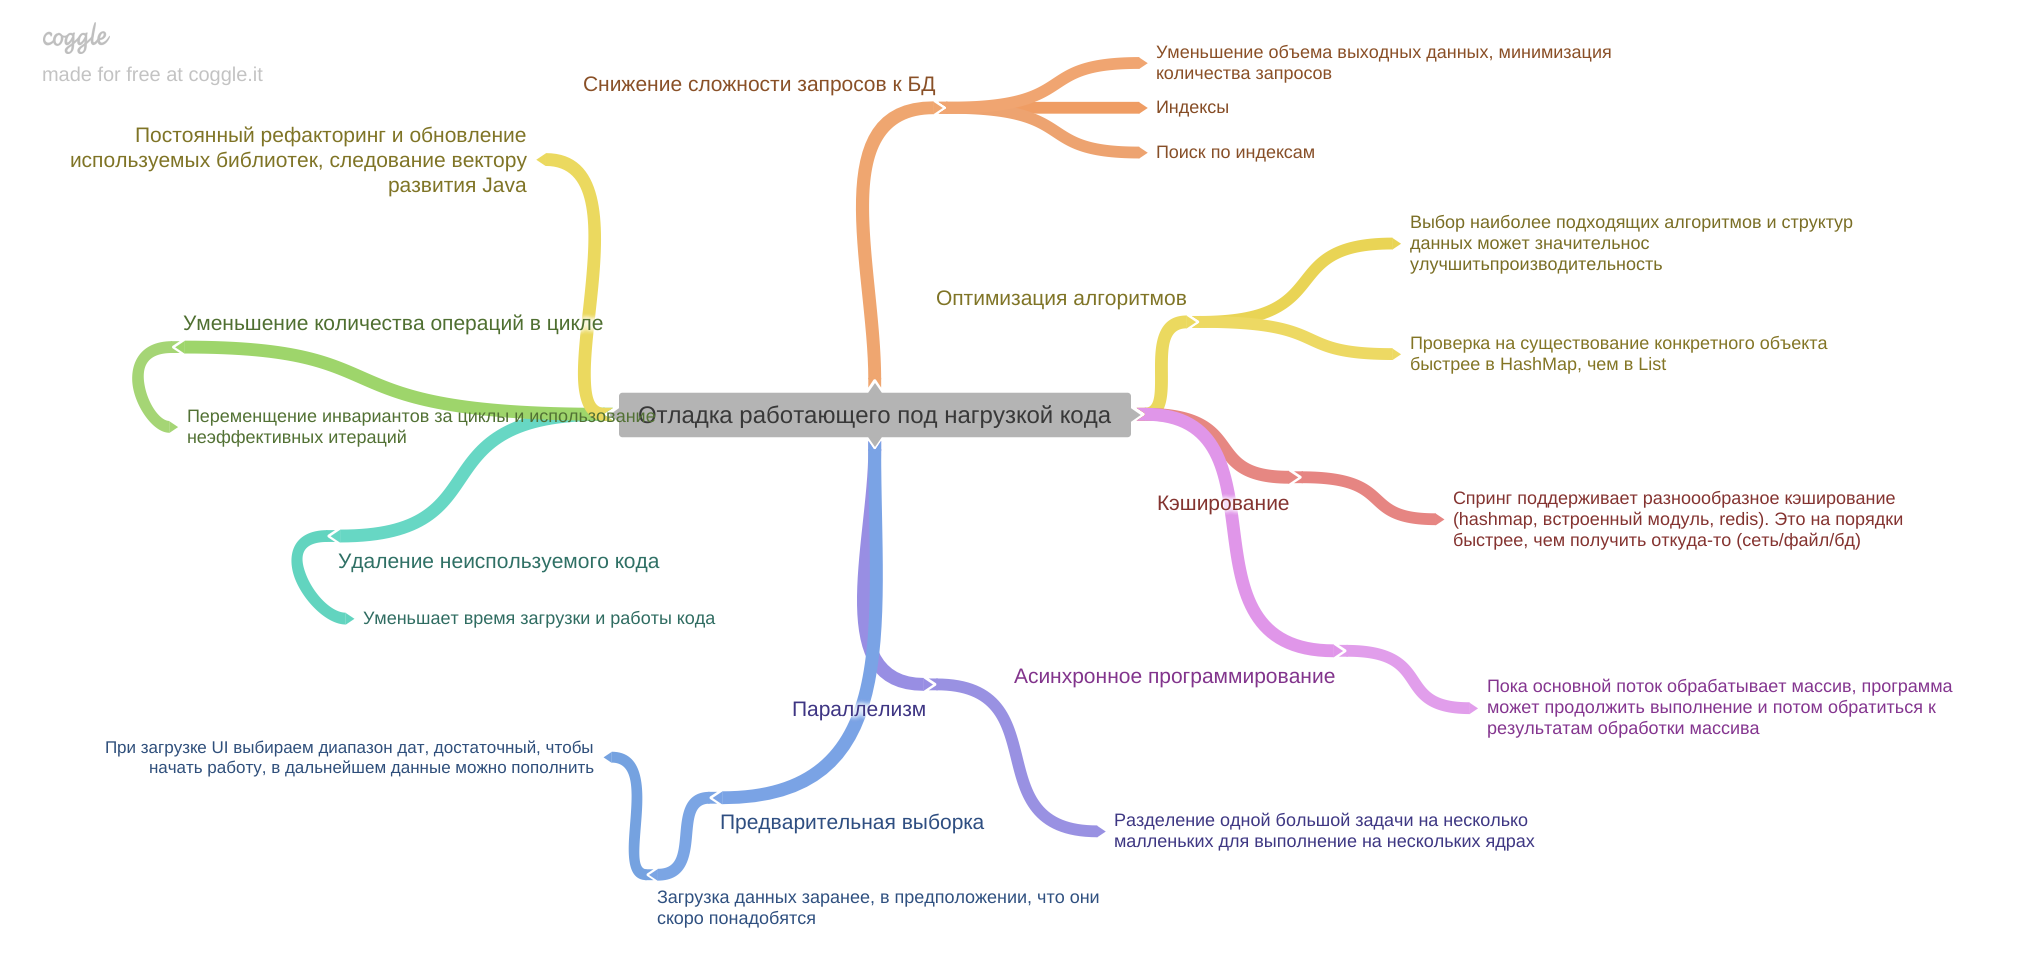 coggle
made for free at coggle.it
Снижение сложности запросов к БД
Уменьшение объема выходных данных, минимизация
количества запросов
Индексы
Поиск по индексам
Постоянный рефакторинг и обновление
используемых библиотек, следование вектору
развития Java
Оптимизация алгоритмов
Выбор наиболее подходящих алгоритмов и структур
данных может значительнос
улучшитьпроизводительность
Проверка на существование конкретного объекта
быстрее в HashMap, чем в List
Уменьшение количества операций в цикле
Переменщение инвариантов за циклы и использование
неэффективных итераций
Отладка работающего под нагрузкой кода
Кэширование
Спринг поддерживает разноообразное кэширование
(hashmap, встроенный модуль, redis). Это на порядки
быстрее, чем получить откуда-то (сеть/файл/бд)
Удаление неиспользуемого кода
Уменьшает время загрузки и работы кода
Асинхронное программирование
Пока основной поток обрабатывает массив, программа
может продолжить выполнение и потом обратиться к
результатам обработки массива
Параллелизм
Разделение одной большой задачи на несколько
малленьких для выполнение на нескольких ядрах
Предварительная выборка
При загрузке UI выбираем диапазон дат, достаточный, чтобы
начать работу, в дальнейшем данные можно пополнить
Загрузка данных заранее, в предположении, что они
скоро понадобятся